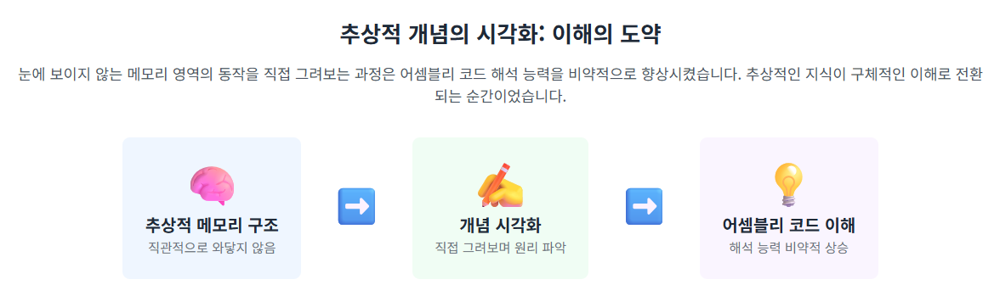 추상적 개념의 시각화: 이해의 도약
눈에 보이지 않는 메모리 영역의 동작을 직접 그려보는 과정은 어셈블리 코드 해석 능력을 비약적으로 향상시켰습니다. 추상적인 지식이 구체적인 이해로 전환
되는 순간이었습니다.
추상적 메모리 구조
직관적으로 와닿지 않음
개념 시각화
직접 그려보며 원리 파악
어셈블리 코드 이해
해석 능력 비약적 상승